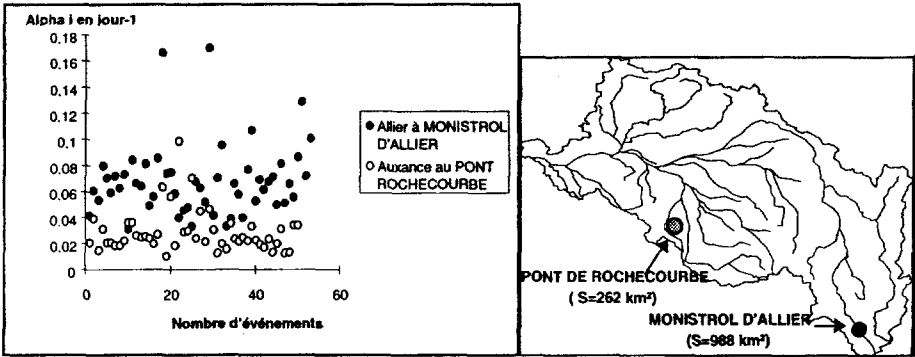 Alpha i en jour-1
0,18
0,16
0,14
0,12
0,1
0,08
0,06
0,04
0,02
0
0
20
40
60
Nombre d'événements
Allier à MONISTROL
D'ALLIER
Auxance au PONT
ROCHECOURBE
PONT DE ROCHECOURBE
( S=262 km²)
MONISTROL D'ALLIER
(S=988 km²)